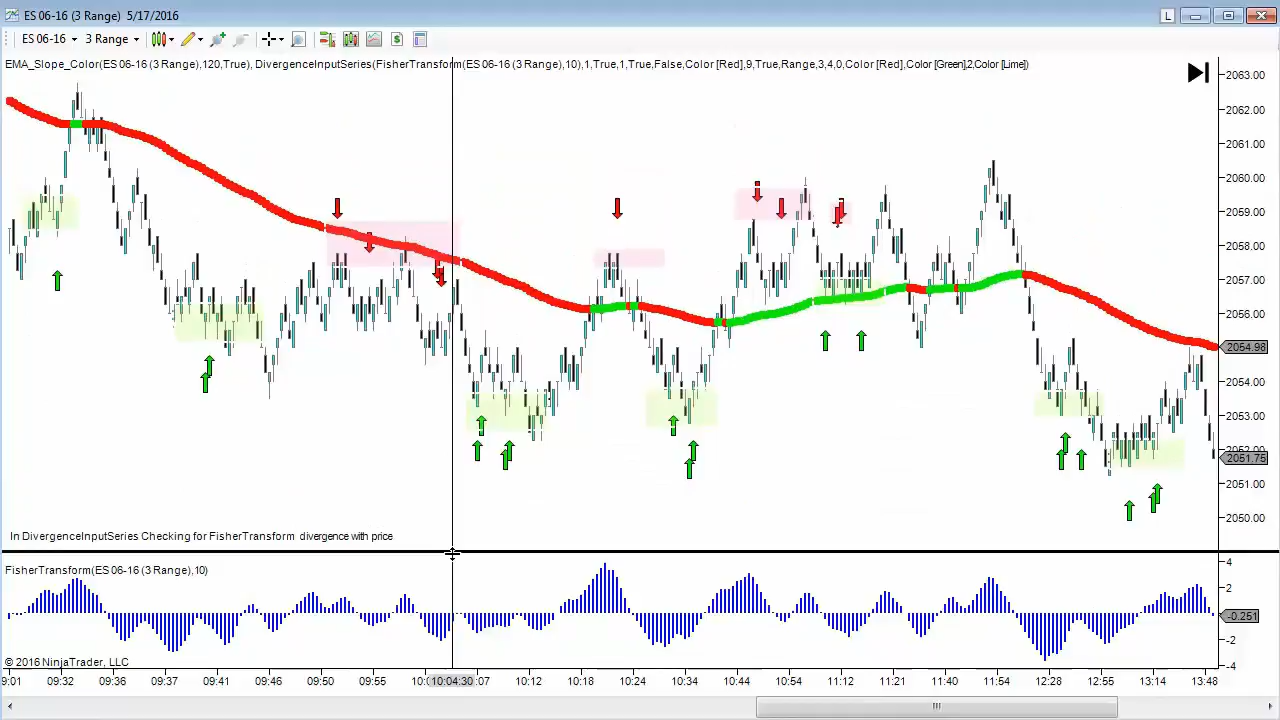 ES 06-16 (3 Range) 5/17/2016
L
ES 06-16 3 Range
EMA_Slope_Color(ES 06-16 (3 Range),120,True), DivergenceInputSeries(FisherTransform(ES 06-16 (3 Range),10),1,True,1,True,False,Color [Red],9,True,Range,3,4,0,Color [Red],Color [Green],2,Color [Lime])
2063.00
2062.00
2061.00
2060.00
2059.00
2058.00
2057.00
2056.00
2054.98
2054.00
2053.00
2051.75
2051.00
2050.00
In DivergenceInputSeries Checking for FisherTransform divergence with price
FisherTransform(ES 06-16 (3 Range),10)
4
2
-0.251
-2
-4
© 2016 NinjaTrader, LLC
9:01 09:32 09:36 09:37 09:41 09:46 09:50 09:55 10:04:30 :07 10:12 10:18 10:24 10:34 10:44 10:54 11:12 11:21 11:40 11:54 12:28 12:55 13:14 13:48